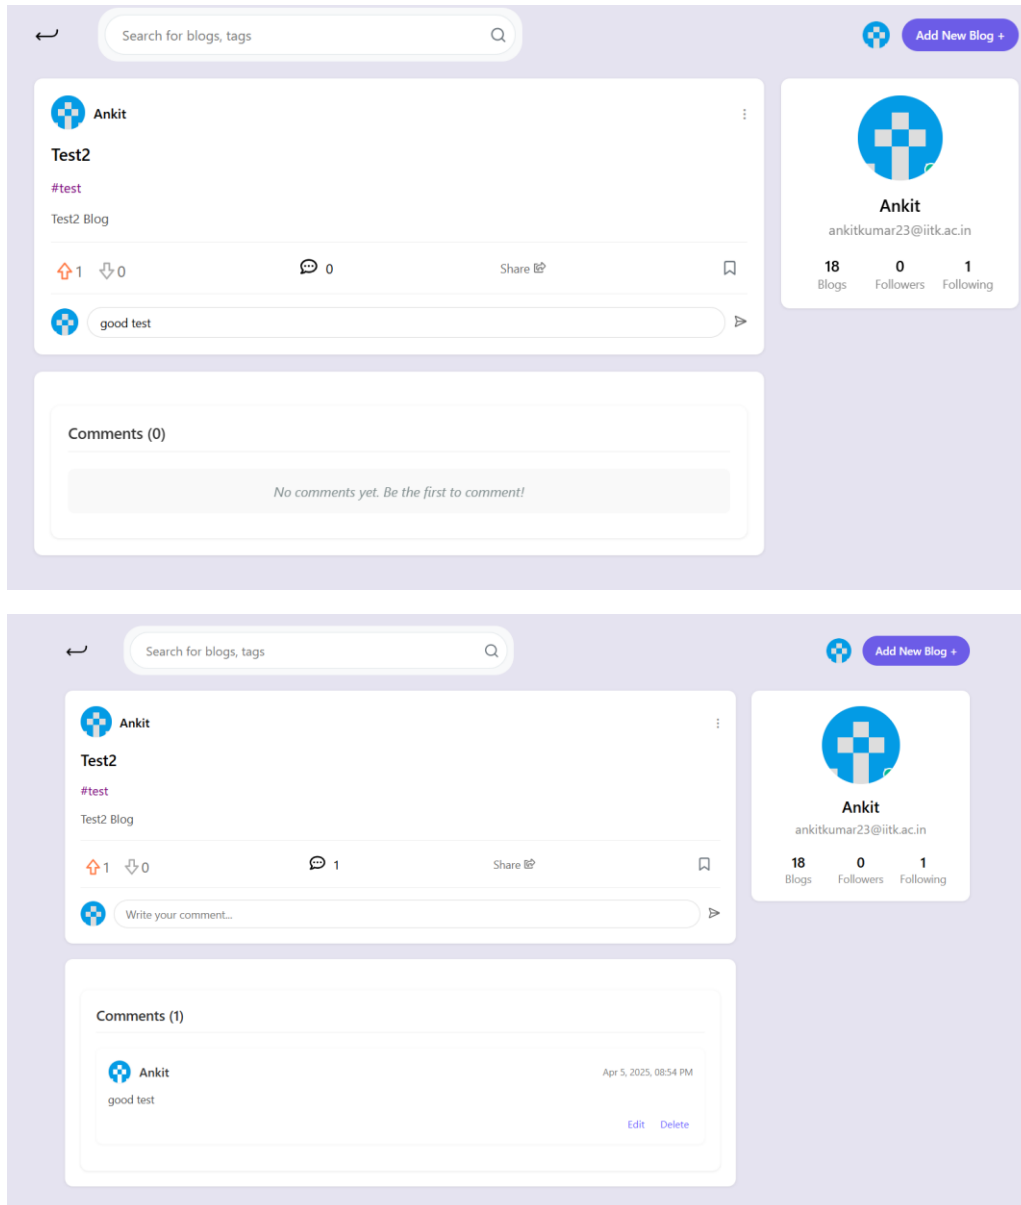 Search for blogs, tags
Add New Blog +
Ankit
Test2
#test
Test2 Blog
1 0 0 Share
good test
Ankit
ankitkumar23@iitk.ac.in
18 0 1
Blogs Followers Following
Comments (0)
No comments yet. Be the first to comment!
Search for blogs, tags
Add New Blog +
Ankit
Test2
#test
Test2 Blog
1 0 1 Share
Write your comment...
Ankit
ankitkumar23@iitk.ac.in
18 0 1
Blogs Followers Following
Comments (1)
Ankit Apr 5, 2025, 08:54 PM
good test
Edit Delete